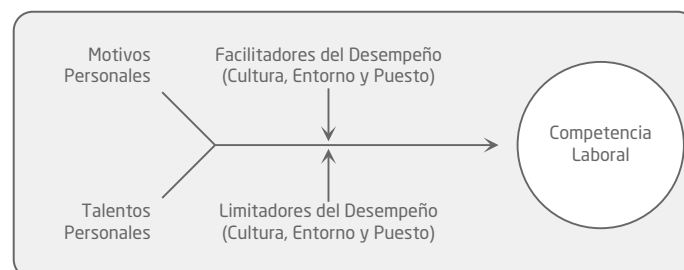 Motivos
Personales
Facilitadores del Desempeño
(Cultura, Entorno y Puesto)
Competencia
Laboral
Talentos
Personales
Limitadores del Desempeño
(Cultura, Entorno y Puesto)